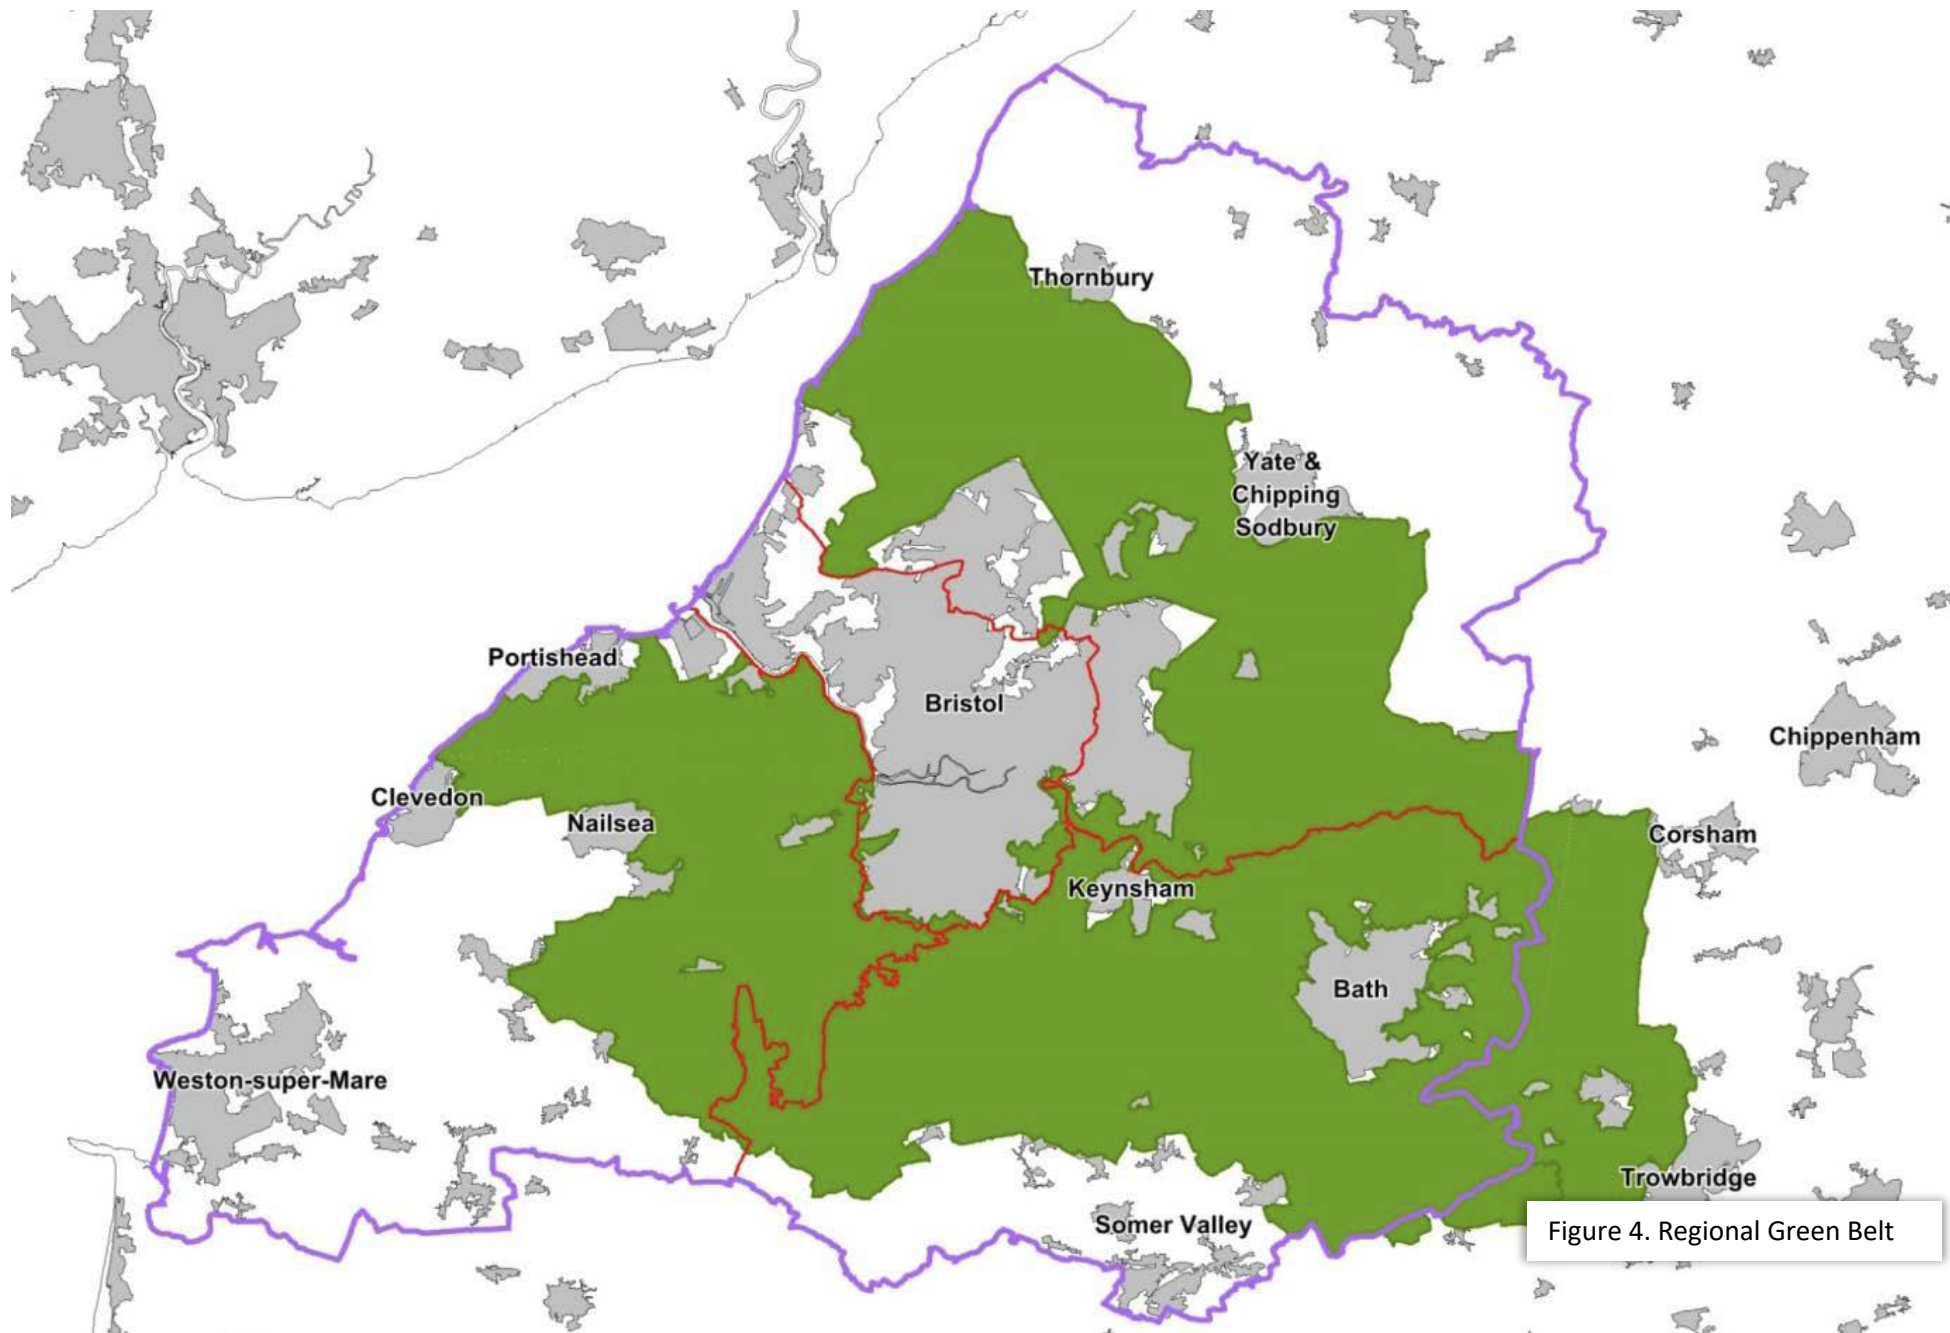 Thornbury
Yate &
Chipping
Sodbury
Portishead
Bristol
Chippenham
Clevedon
Nailsea
Corsham
Keynsham
Bath
Weston-super-Mare
Trowbridge
Somer Valley
Figure 4. Regional Green Belt